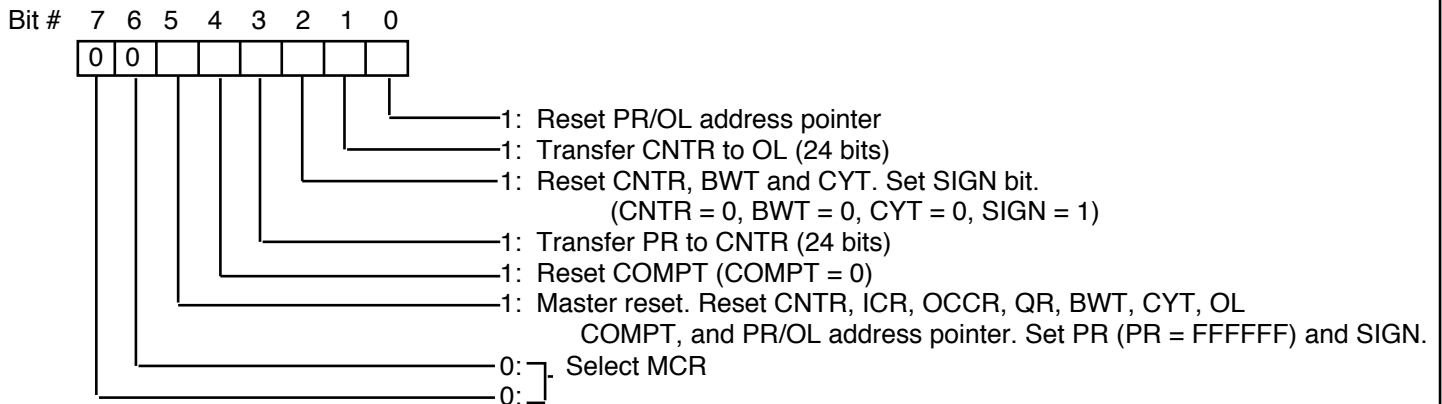 Bit # 7 6 5 4 3 2 1 0
0 0
1: Reset PR/OL address pointer
1: Transfer CNTR to OL (24 bits)
1: Reset CNTR, BWT and CYT. Set SIGN bit.
(CNTR = 0, BWT = 0, CYT = 0, SIGN = 1)
1: Transfer PR to CNTR (24 bits)
1: Reset COMPT (COMPT = 0)
1: Master reset. Reset CNTR, ICR, OCCR, QR, BWT, CYT, OL
COMPT, and PR/OL address pointer. Set PR (PR = FFFFFF) and SIGN.
0: Select MCR
0: